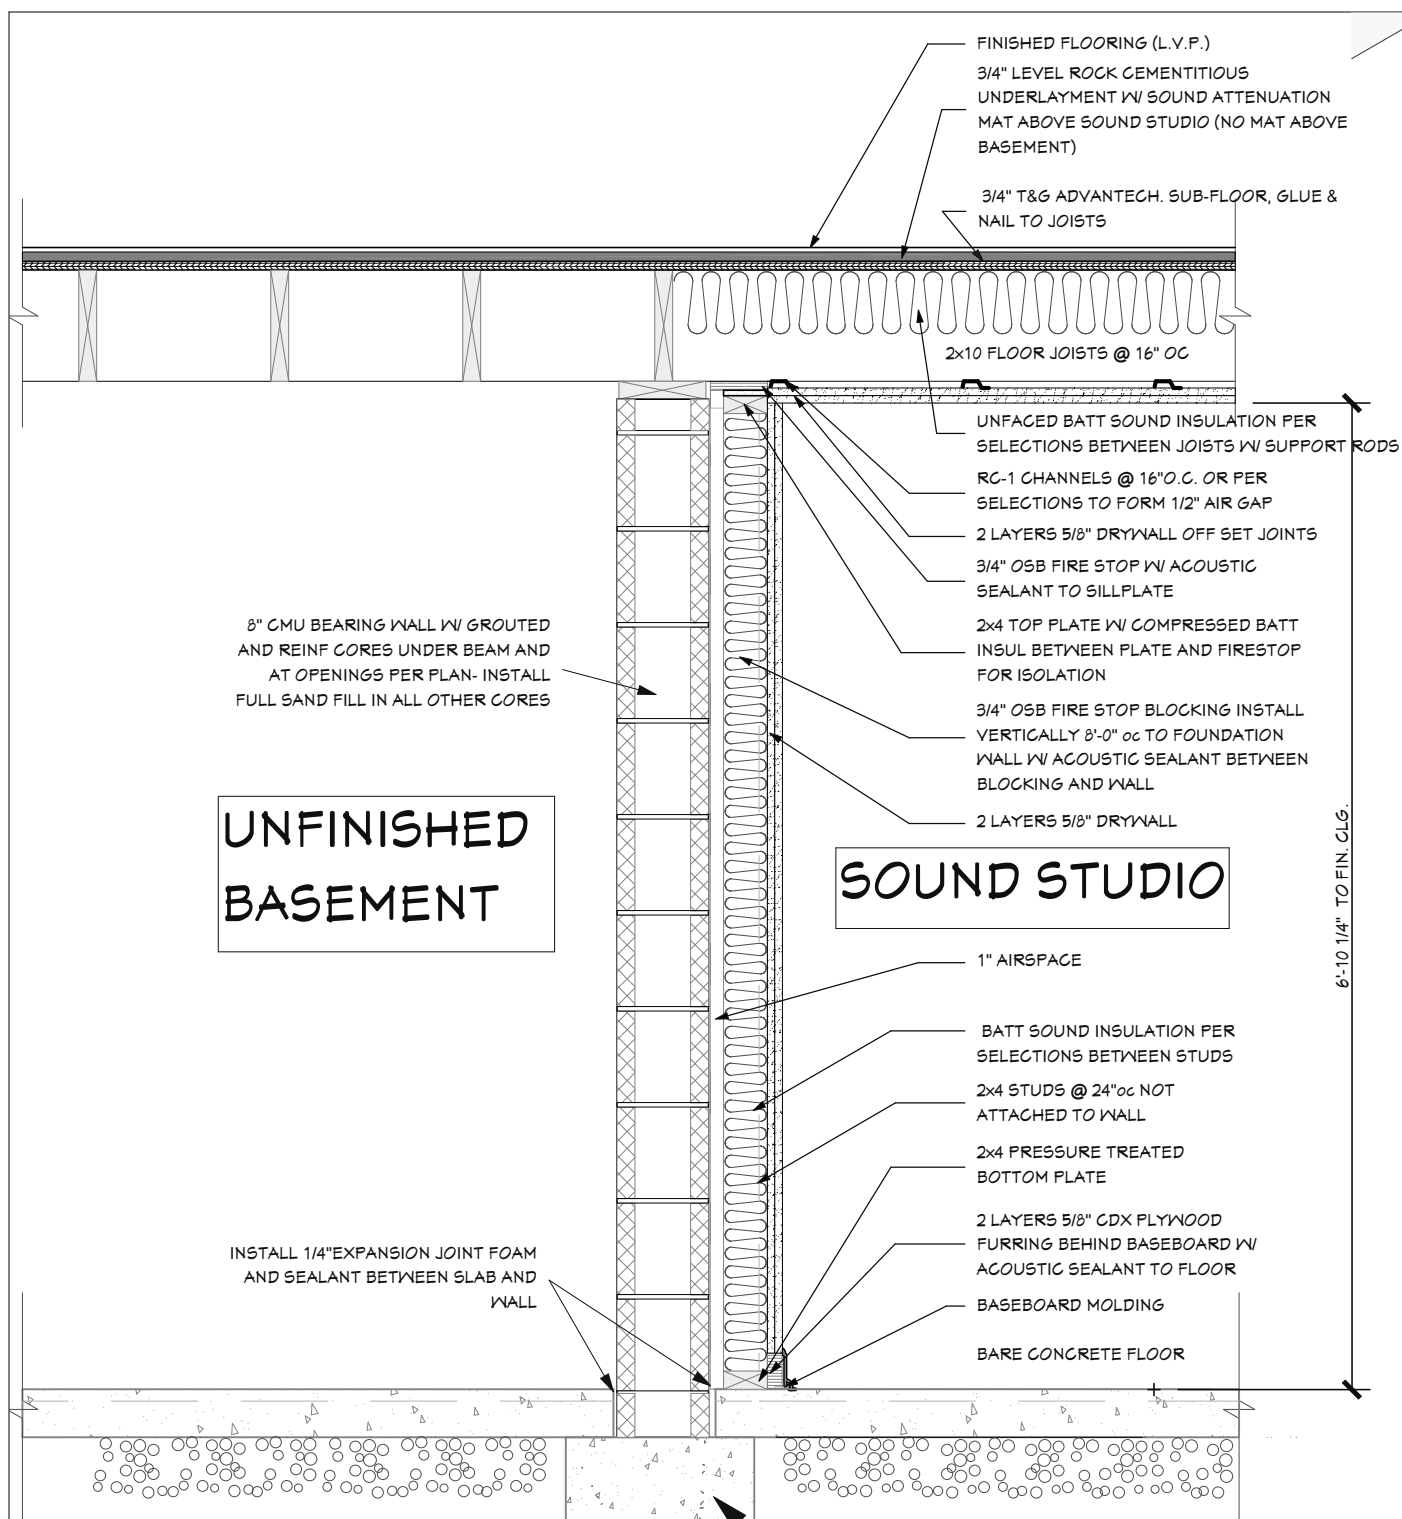 FINISHED FLOORING (L.V.P.)
3/4" LEVEL ROCK CEMENTITIOUS
UNDERLAYMENT W/ SOUND ATTENUATION
MAT ABOVE SOUND STUDIO (NO MAT ABOVE
BASEMENT)
3/4" T&G ADVANTECH. SUB-FLOOR, GLUE &
NAIL TO JOISTS
2x10 FLOOR JOISTS @ 16" OC
UNFACED BATT SOUND INSULATION PER
SELECTIONS BETWEEN JOISTS W/ SUPPORT RODS
RC-1 CHANNELS @ 16"O.C. OR PER
SELECTIONS TO FORM 1/2" AIR GAP
2 LAYERS 5/8" DRYWALL OFF SET JOINTS
3/4" OSB FIRE STOP W/ ACOUSTIC
SEALANT TO SILLPLATE
2x4 TOP PLATE W/ COMPRESSED BATT
INSUL BETWEEN PLATE AND FIRESTOP
FOR ISOLATION
3/4" OSB FIRE STOP BLOCKING INSTALL
VERTICALLY 8'-0" oc TO FOUNDATION
WALL W/ ACOUSTIC SEALANT BETWEEN
BLOCKING AND WALL
2 LAYERS 5/8" DRYWALL
8" CMU BEARING WALL W/ GROUTED
AND REINF CORES UNDER BEAM AND
AT OPENINGS PER PLAN- INSTALL
FULL SAND FILL IN ALL OTHER CORES
UNFINISHED
BASEMENT
SOUND STUDIO
6'-10 1/4" TO FIN. CLG.
1" AIRSPACE
BATT SOUND INSULATION PER
SELECTIONS BETWEEN STUDS
2x4 STUDS @ 24"oc NOT
ATTACHED TO WALL
2x4 PRESSURE TREATED
BOTTOM PLATE
2 LAYERS 5/8" CDX PLYWOOD
FURRING BEHIND BASEBOARD W/
ACOUSTIC SEALANT TO FLOOR
BASEBOARD MOLDING
BARE CONCRETE FLOOR
INSTALL 1/4"EXPANSION JOINT FOAM
AND SEALANT BETWEEN SLAB AND
WALL